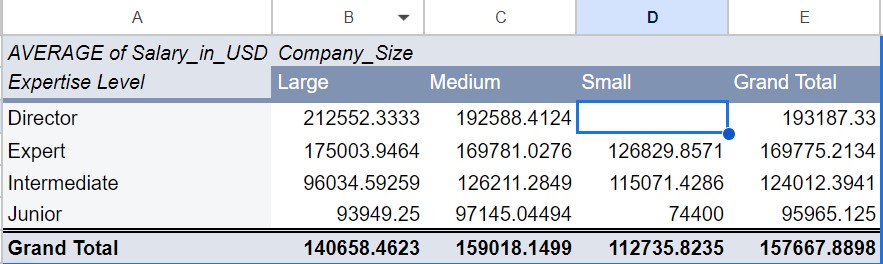 A B C D E
AVERAGE of Salary_in_USD Company_Size
Expertise Level Large Medium Small Grand Total
Director 212552.3333 192588.4124 193187.33
Expert 175003.9464 169781.0276 126829.8571 169775.2134
Intermediate 96034.59259 126211.2849 115071.4286 124012.3941
Junior 93949.25 97145.04494 74400 95965.125
Grand Total 140658.4623 159018.1499 112735.8235 157667.8898